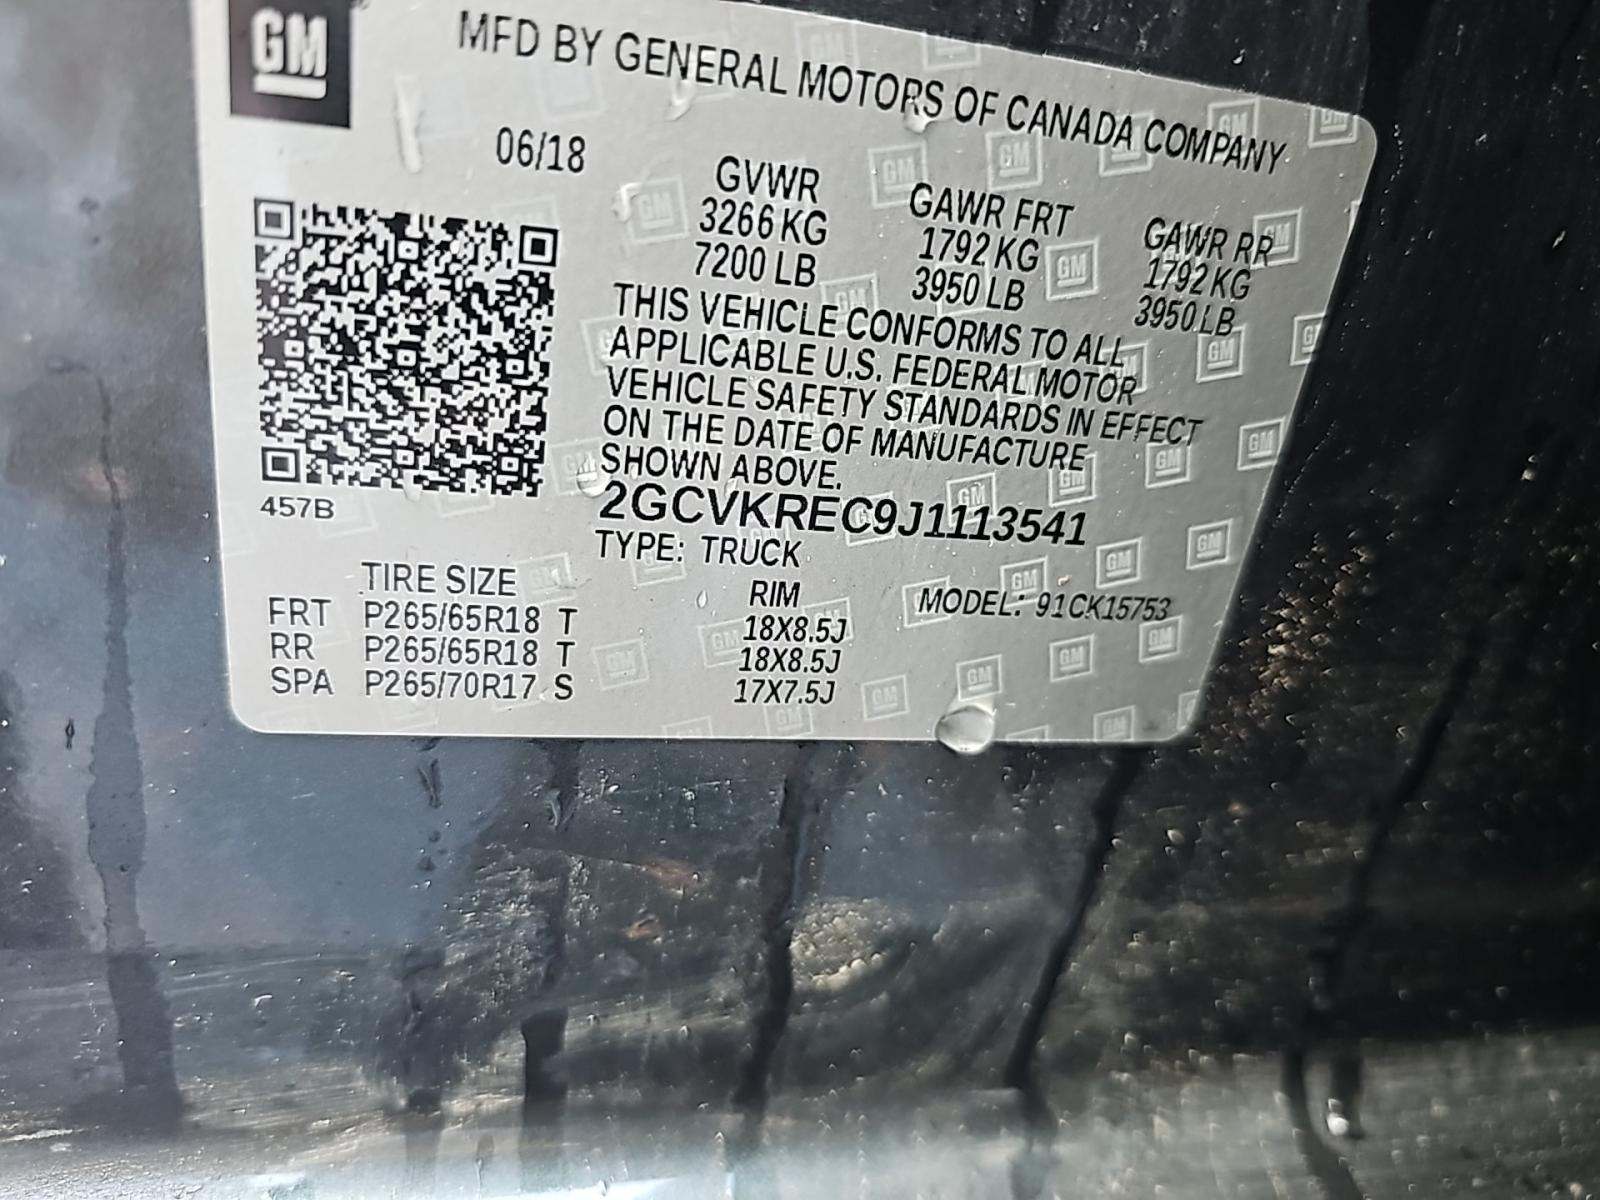 GM
MFD BY GENERAL MOTORS OF CANADA COMPANY
06/18
GVWR GAWR FRT GAWR RR
3266 KG 1792 KG 1792 KG
7200 LB 3950 LB 3950 LB
THIS VEHICLE CONFORMS TO ALL
APPLICABLE U.S. FEDERAL MOTOR
VEHICLE SAFETY STANDARDS IN EFFECT
ON THE DATE OF MANUFACTURE
SHOWN ABOVE.
457B
2GCVKREC9J1113541
TYPE: TRUCK
TIRE SIZE RIM MODEL: 91CK15753
FRT P265/65R18 T 18X8.5J
RR P265/65R18 T 18X8.5J
SPA P265/70R17 S 17X7.5J